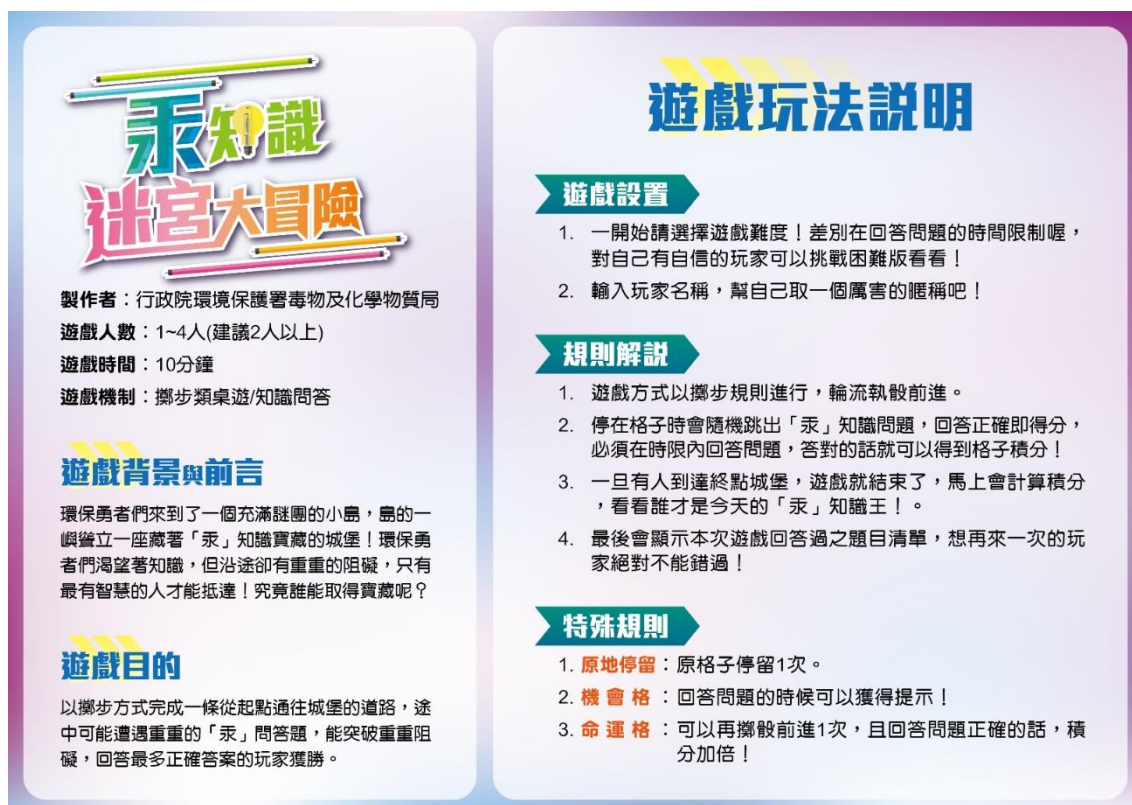 汞知識
迷宮大冒險
製作者：行政院環境保護署毒物及化學物質局
遊戲人數：1~4人(建議2人以上)
遊戲時間：10分鐘
遊戲機制：擲步類桌遊/知識問答
遊戲背景與前言
環保勇者們來到了一個充滿謎團的小島，島的一
嶼聳立一座藏著「汞」知識寶藏的城堡！環保勇
者們渴望著知識，但沿途卻有重重的阻礙，只有
最有智慧的人才能抵達！究竟誰能取得寶藏呢？
遊戲目的
以擲步方式完成一條從起點通往城堡的道路，途
中可能遭遇重重的「汞」問答題，能突破重重阻
礙，回答最多正確答案的玩家獲勝。
遊戲玩法説明
遊戲設置
1. 一開始請選擇遊戲難度！差別在回答問題的時間限制喔，
對自己有自信的玩家可以挑戰困難版看看！
2. 輸入玩家名稱，幫自己取一個厲害的暱稱吧！
規則解説
1. 遊戲方式以擲步規則進行，輪流執骰前進。
2. 停在格子時會隨機跳出「汞」知識問題，回答正確即得分，
必須在時限內回答問題，答對的話就可以得到格子積分！
3. 一旦有人到達終點城堡，遊戲就結束了，馬上會計算積分
，看看誰才是今天的「汞」知識王！。
4. 最後會顯示本次遊戲回答過之題目清單，想再來一次的玩
家絕對不能錯過！
特殊規則
1. 原地停留：原格子停留1次。
2. 機會格：回答問題的時候可以獲得提示！
3. 命運格：可以再擲骰前進1次，且回答問題正確的話，積
分加倍！